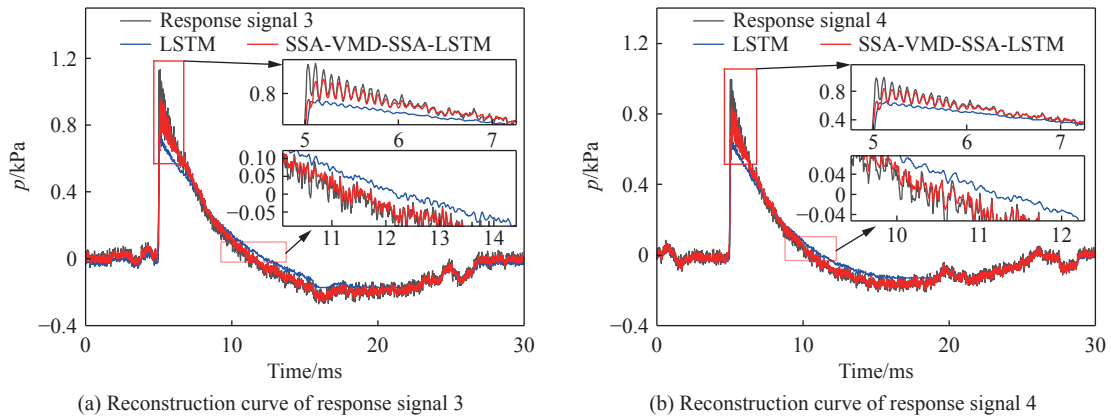 Response signal 3
LSTM SSA-VMD-SSA-LSTM
1.2
0.8
0.4
0
−0.4
p/kPa
0.8
5 6 7
0.10
0.05
0
−0.05
11 12 13 14
0 10 20 30
Time/ms
(a) Reconstruction curve of response signal 3
Response signal 4
LSTM SSA-VMD-SSA-LSTM
1.2
0.8
0.4
0
−0.4
p/kPa
0.8
0.4
5 6 7
0.04
0
−0.04
10 11 12
0 10 20 30
Time/ms
(b) Reconstruction curve of response signal 4